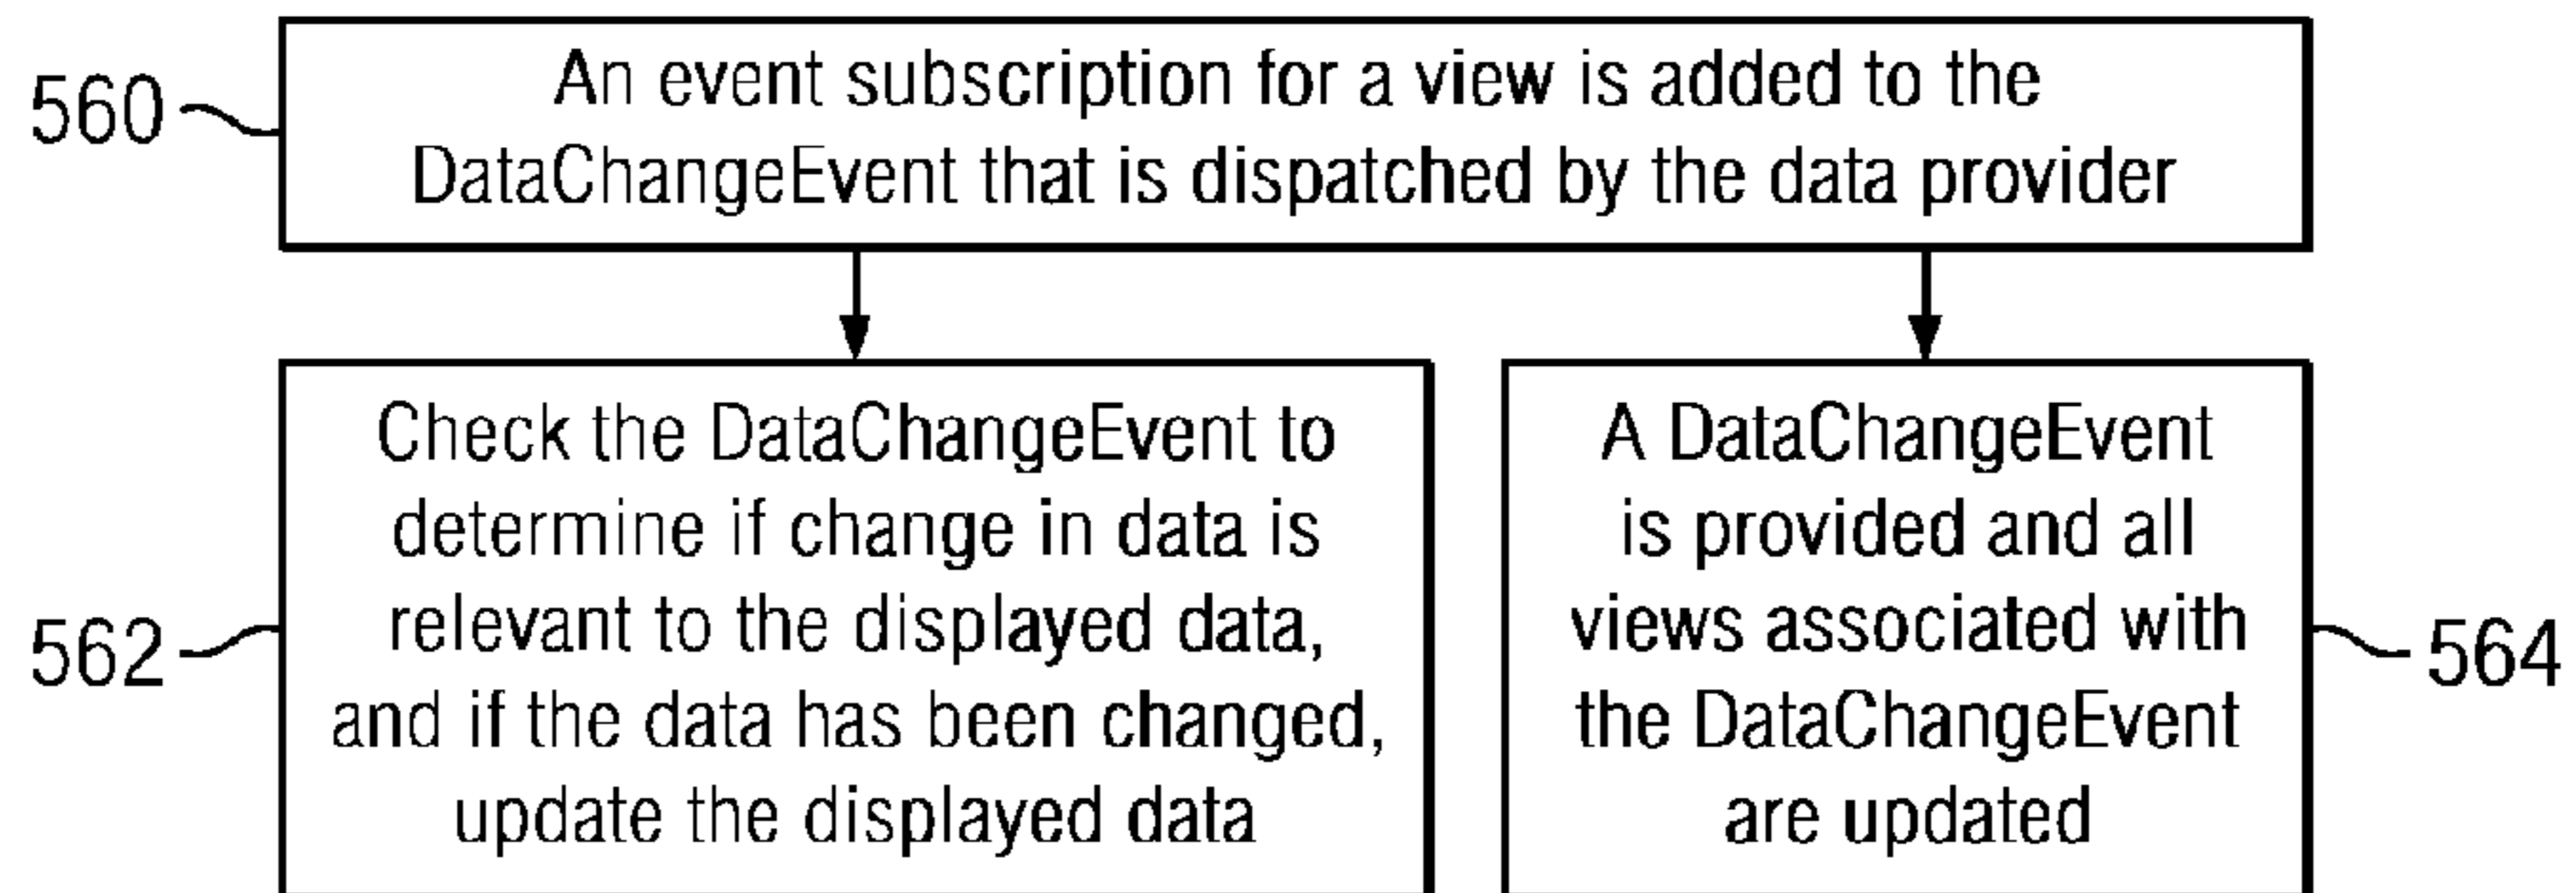 560
An event subscription for a view is added to the
DataChangeEvent that is dispatched by the data provider
562
Check the DataChangeEvent to
determine if change in data is
relevant to the displayed data,
and if the data has been changed,
update the displayed data
A DataChangeEvent
is provided and all
views associated with
the DataChangeEvent
are updated
564